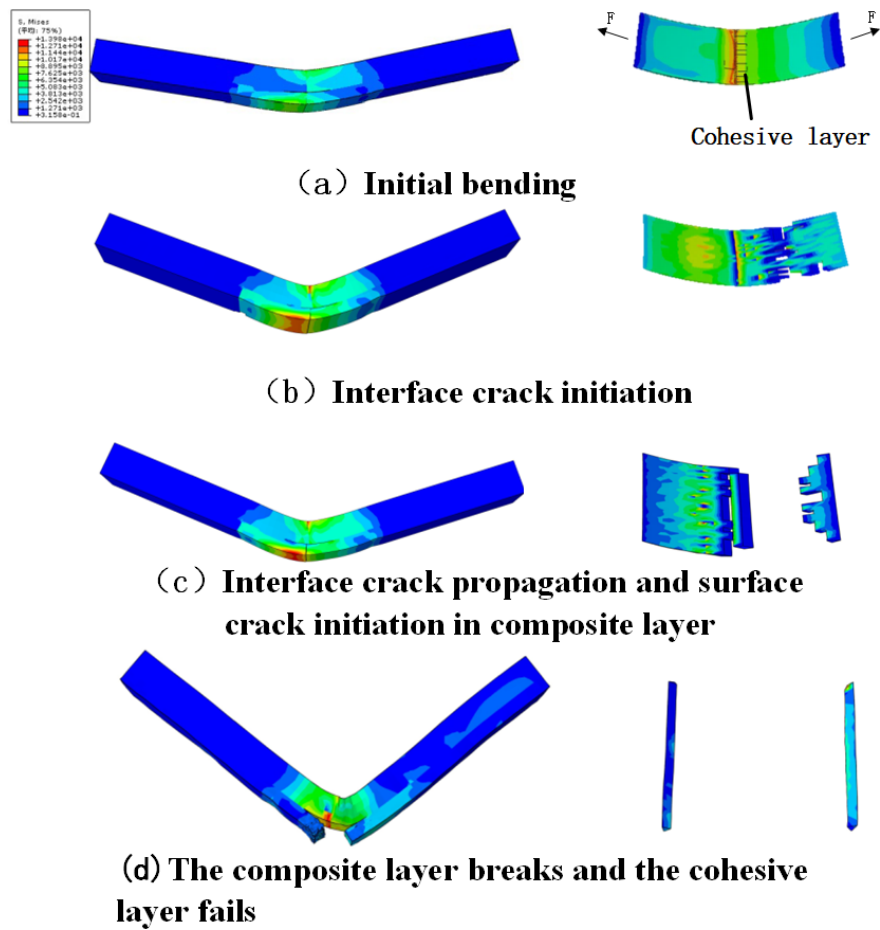 S, Mises
(平均: 75%)
+1.398e+04
+1.271e+04
+1.144e+04
+1.017e+04
+8.895e+03
+7.625e+03
+6.354e+03
+5.083e+03
+3.813e+03
+2.542e+03
+1.271e+03
+3.158e-01
F
F
Cohesive layer
（a）Initial bending
（b）Interface crack initiation
（c）Interface crack propagation and surface
crack initiation in composite layer
(d) The composite layer breaks and the cohesive
layer fails